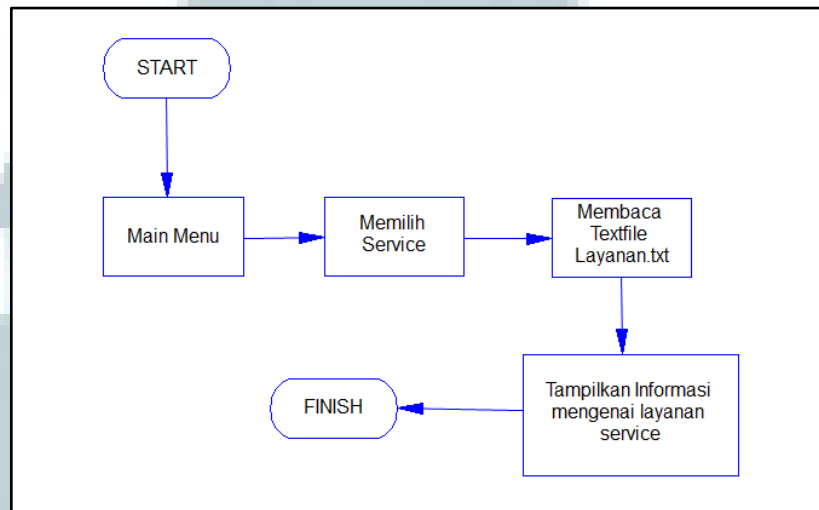 START
Main Menu
Memilih
Service
Membaca
Textfile
Layanan.txt
Tampilkan Informasi
mengenai layanan
service
FINISH